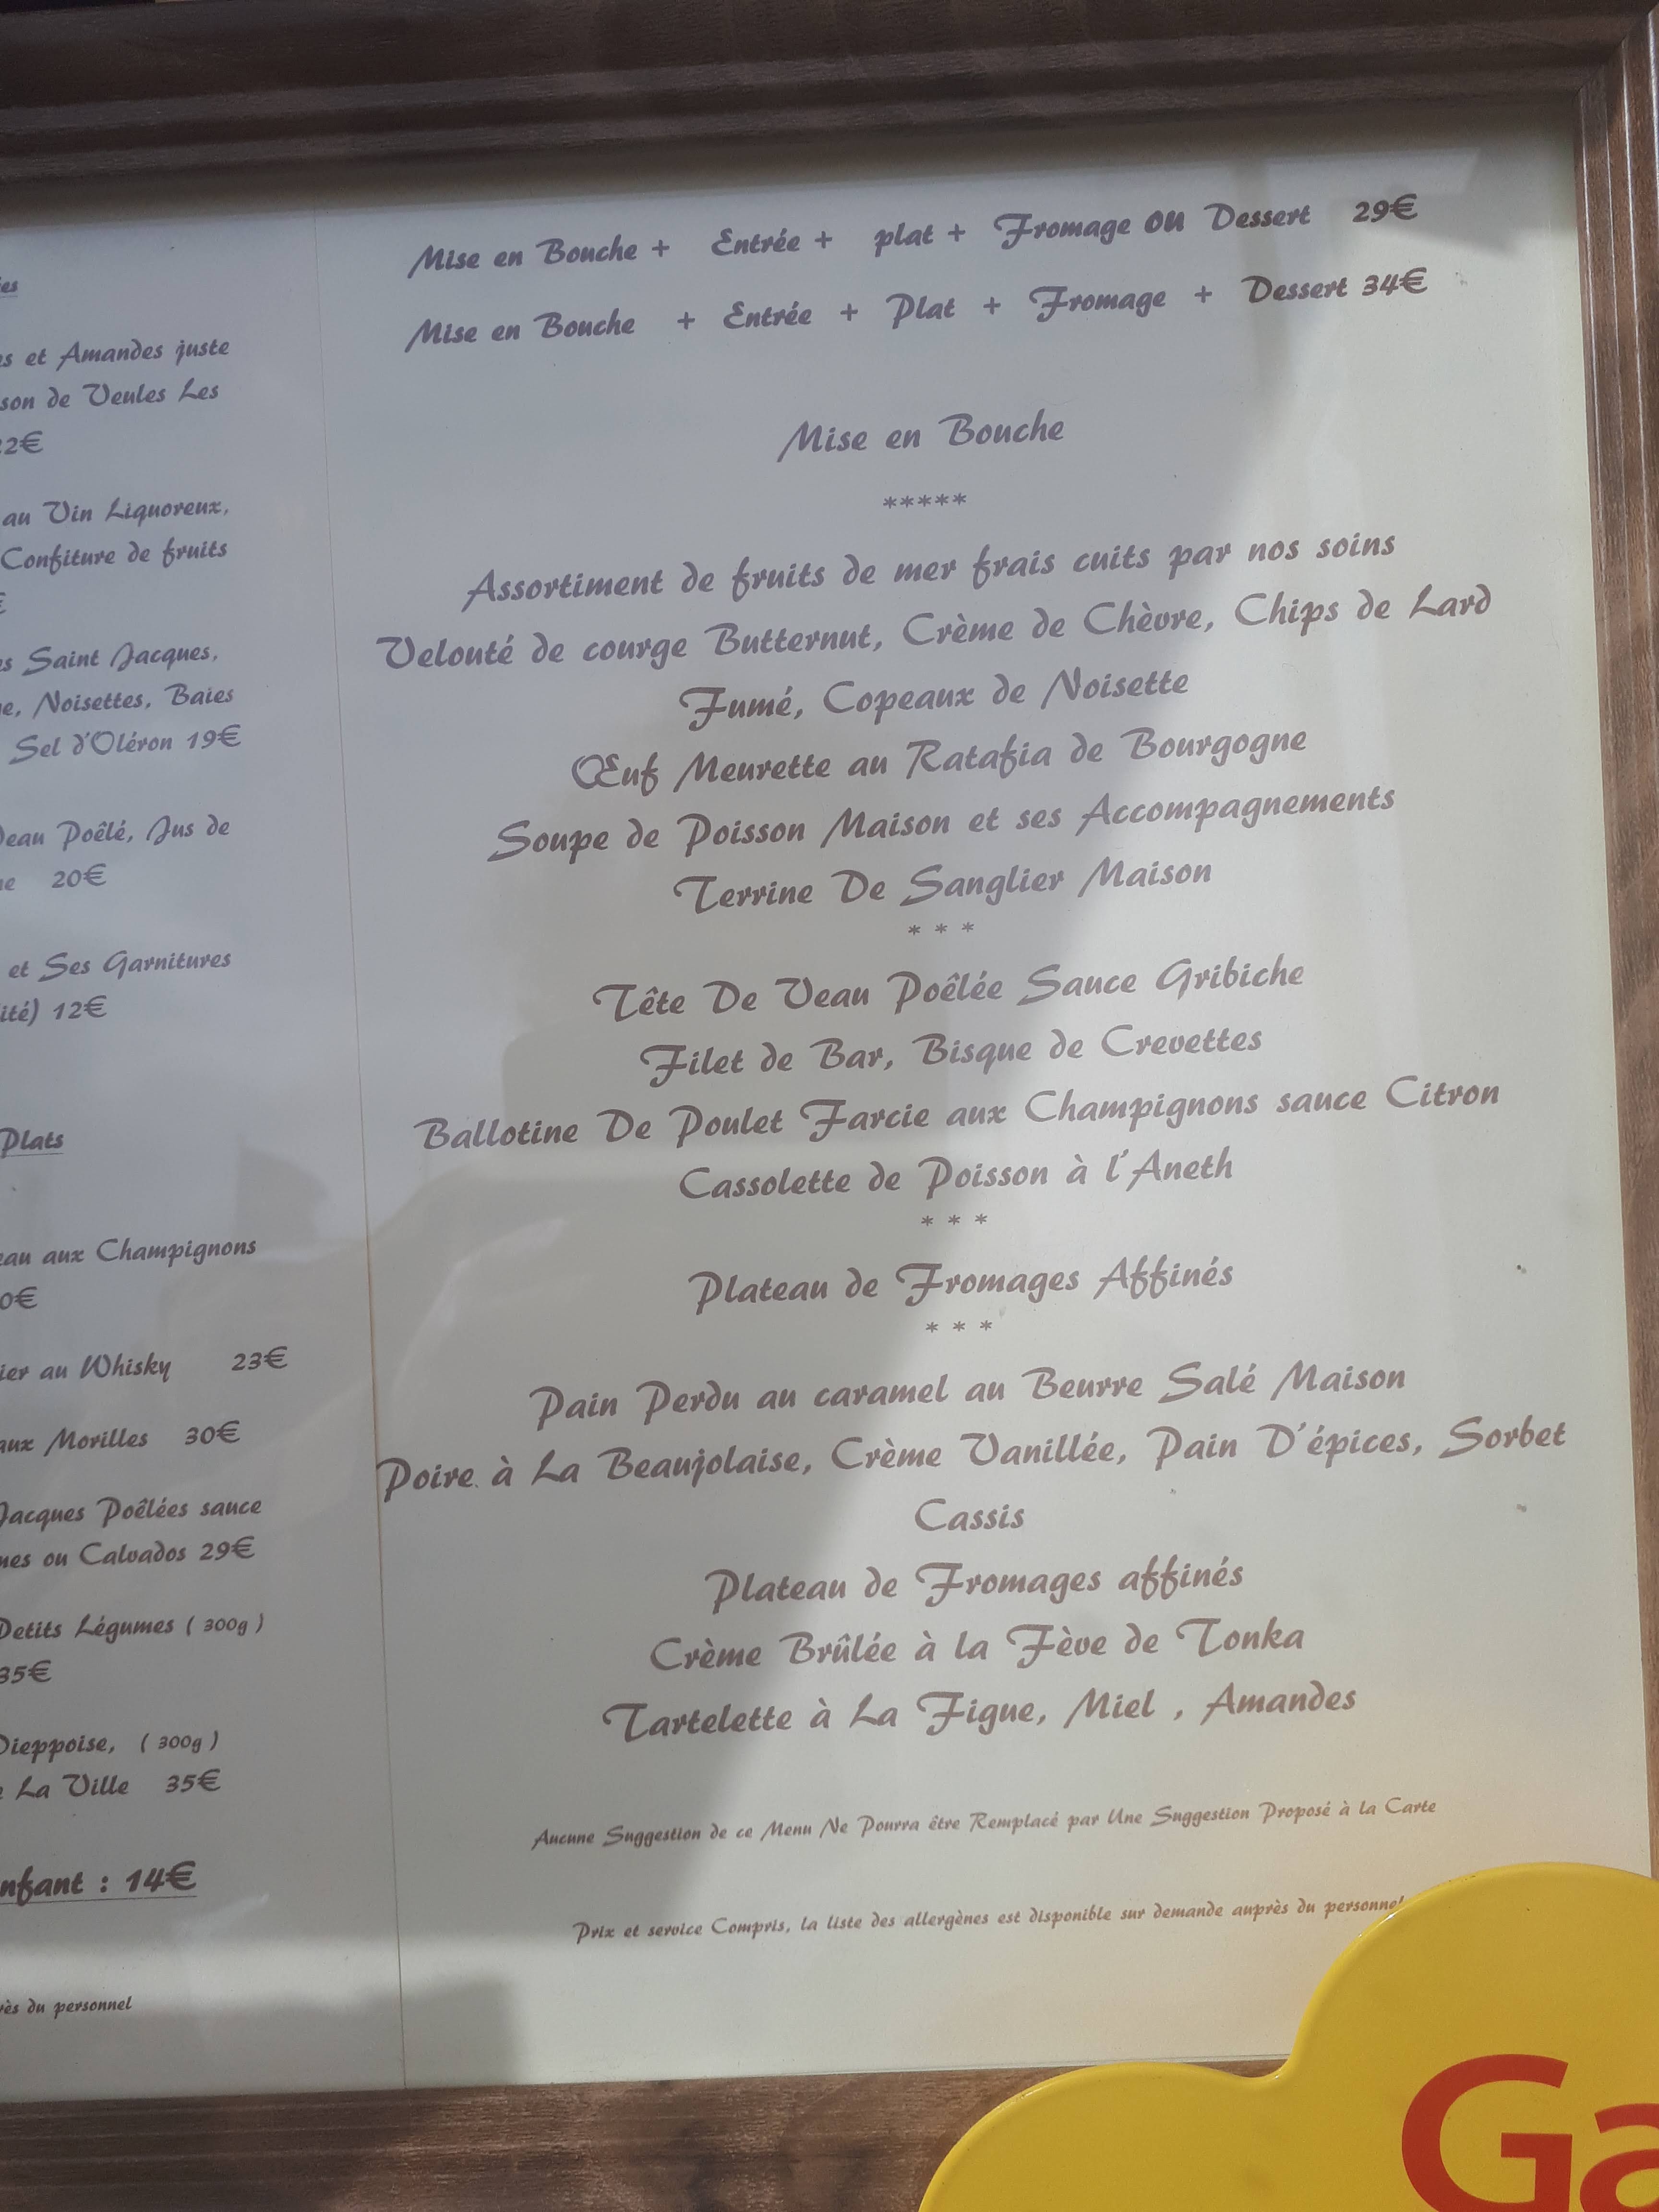 es
es et Amandes juste
son de Veules Les
22€
au Vin Liquoreux,
Confiture de fruits
€
es Saint Jacques,
e, Noisettes, Baies
Sel d'Oléron 19€
Veau Poêlé, Jus de
20€
et Ses Garnitures
ité) 12€
Plats
eau aux Champignons
0€
ier au Whisky 23€
aux Morilles 30€
Jacques Poêlées sauce
nes ou Calvados 29€
Petits Légumes ( 300g )
35€
Dieppoise, ( 300g )
e La Ville 35€
nfant : 14€
rès du personnel
Mise en Bouche + Entrée + plat + Fromage ou Dessert 29€
Mise en Bouche + Entrée + Plat + Fromage + Dessert 34€
Mise en Bouche
*****
Assortiment de fruits de mer frais cuits par nos soins
Velouté de courge Butternut, Crème de Chèvre, Chips de Lard
Fumé, Copeaux de Noisette
Œuf Meurette au Ratafia de Bourgogne
Soupe de Poisson Maison et ses Accompagnements
Terrine De Sanglier Maison
* * *
Tête De Veau Poêlée Sauce Gribiche
Filet de Bar, Bisque de Crevettes
Ballotine De Poulet Farcie aux Champignons sauce Citron
Cassolette de Poisson à l'Aneth
* * *
Plateau de Fromages Affinés
* * *
Pain Perdu au caramel au Beurre Salé Maison
Poire à La Beaujolaise, Crème Vanillée, Pain D'épices, Sorbet
Cassis
Plateau de Fromages affinés
Crème Brûlée à la Fève de Tonka
Tartelette à La Figue, Miel , Amandes
Aucune Suggestion de ce Menu Ne Pourra être Remplacé par Une Suggestion Proposé à la Carte
Prix et service Compris, la liste des allergènes est disponible sur demande auprès du personnel
Ga